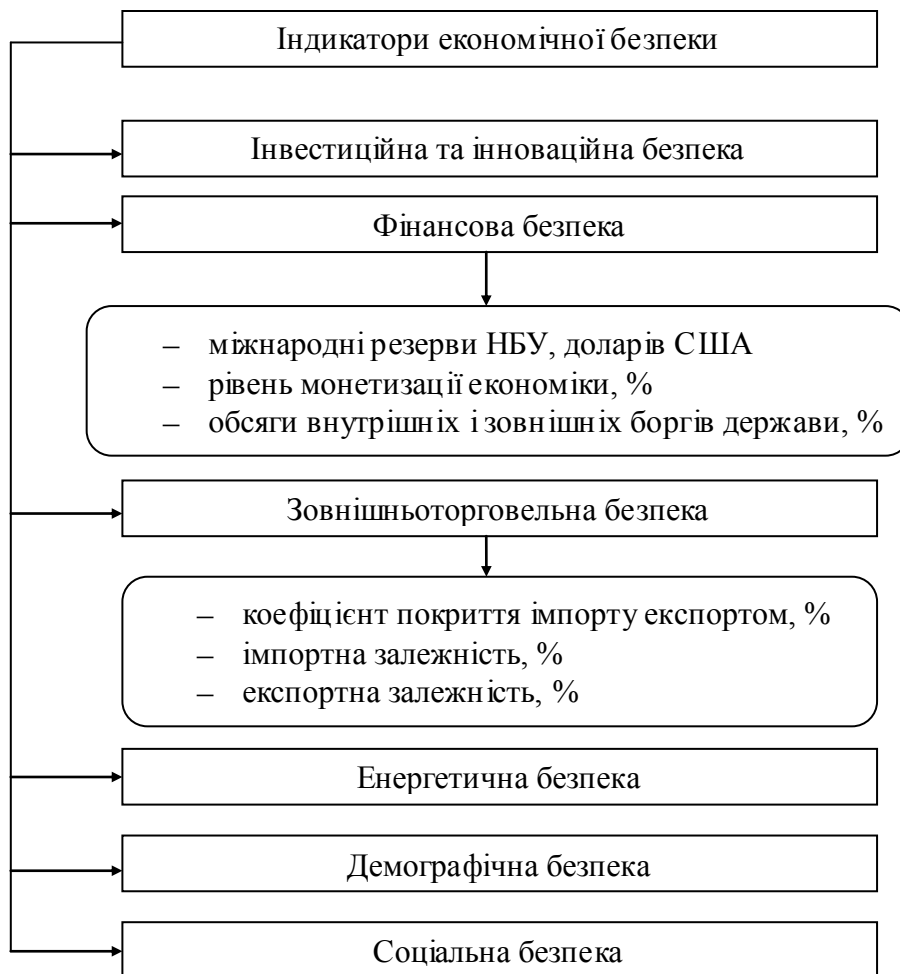 Індикатори економічної безпеки
Інвестиційна та інноваційна безпека
Фінансова безпека
– міжнародні резерви НБУ, доларів США
– рівень монетизації економіки, %
– обсяги внутрішніх і зовнішніх боргів держави, %
Зовнішньоторговельна безпека
– коефіцієнт покриття імпорту експортом, %
– імпортна залежність, %
– експортна залежність, %
Енергетична безпека
Демографічна безпека
Соціальна безпека